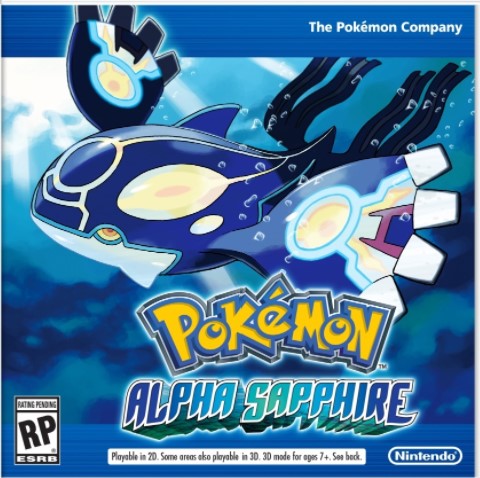 The Pokémon Company
POKéMON
TM
ALPHA SAPPHIRE
RATING PENDING
RP
ESRB
Playable in 2D. Some areas also playable in 3D. 3D mode for ages 7+. See back.
Nintendo